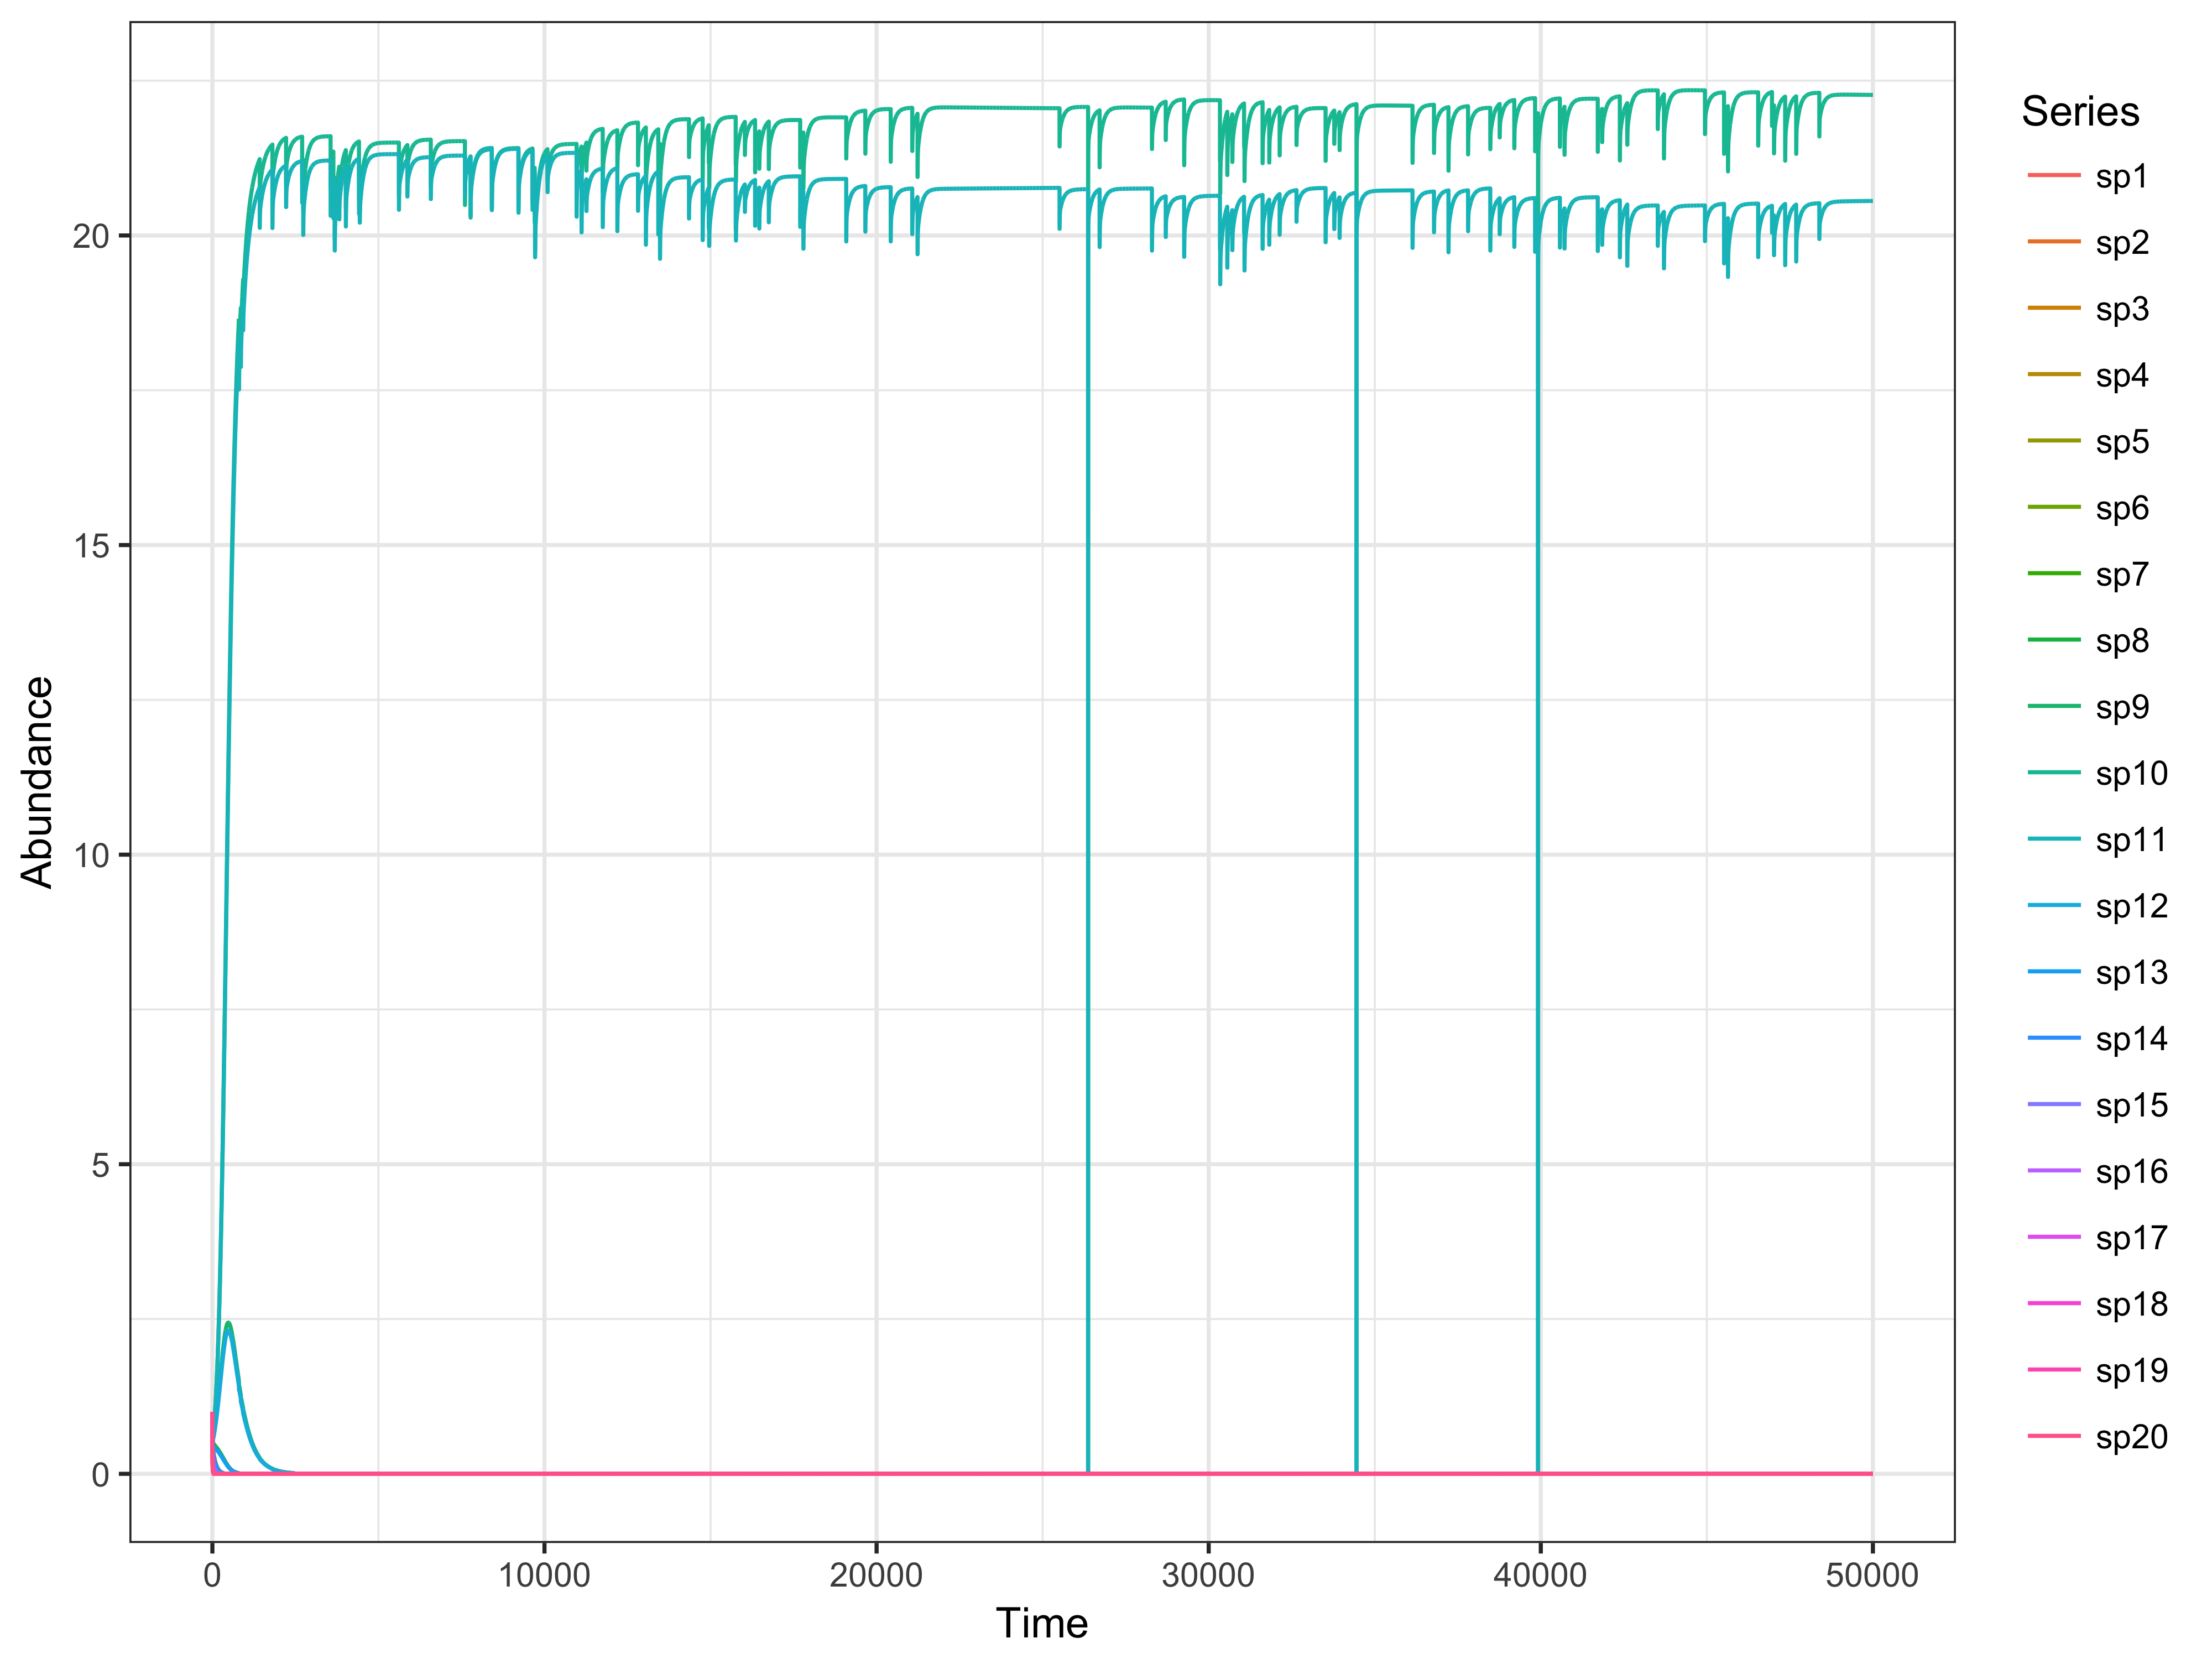 Abundance
20
15
10
5
0
0 10000 20000 30000 40000 50000
Time
Series
sp1
sp2
sp3
sp4
sp5
sp6
sp7
sp8
sp9
sp10
sp11
sp12
sp13
sp14
sp15
sp16
sp17
sp18
sp19
sp20